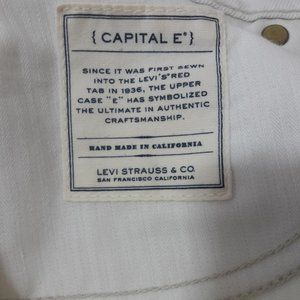 { CAPITAL E® }
SINCE IT WAS FIRST SEWN
INTO THE LEVI'S® RED
TAB IN 1936, THE UPPER
CASE "E" HAS SYMBOLIZED
THE ULTIMATE IN AUTHENTIC
CRAFTSMANSHIP.
HAND MADE IN CALIFORNIA
LEVI STRAUSS & CO.
SAN FRANCISCO CALIFORNIA